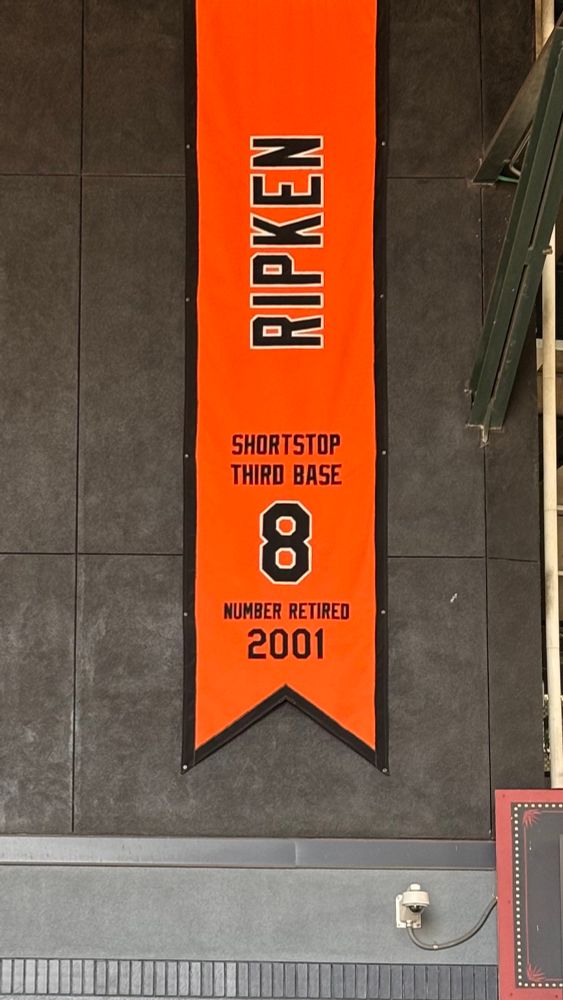 RIPKEN
SHORTSTOP
THIRD BASE
8
NUMBER RETIRED
2001